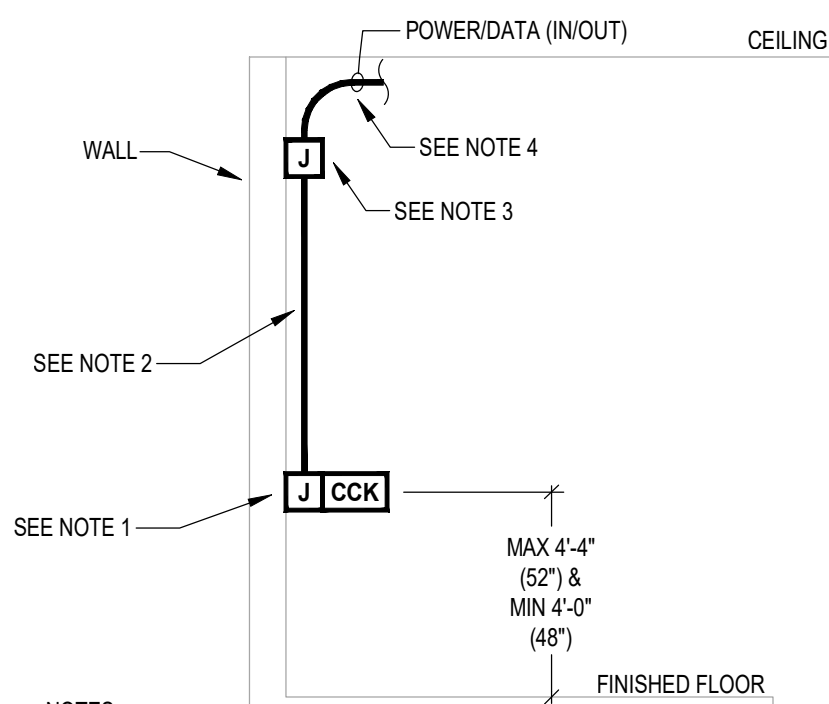 POWER/DATA (IN/OUT)
CEILING
WALL
SEE NOTE 4
J
SEE NOTE 3
SEE NOTE 2
J CCK
SEE NOTE 1
MAX 4'-4"
(52") &
MIN 4'-0"
(48")
FINISHED FLOOR
NOTES